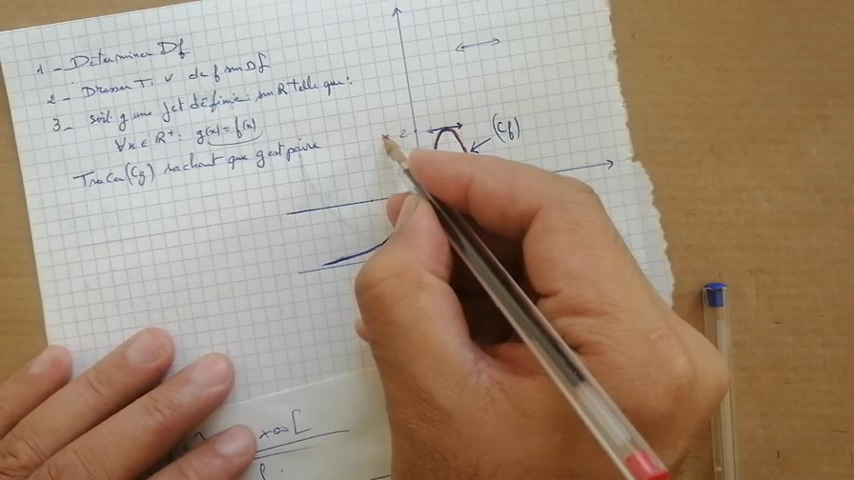 1 - Déterminer Df
2 - Dresser T. V de f sur Df
3 - Soit g une fct définie sur R+ telle que:
∀x ∈ R+: g(x) = f(x)
Tracer (Cg) sachant que g est paire
2
(Cf)
+∞[